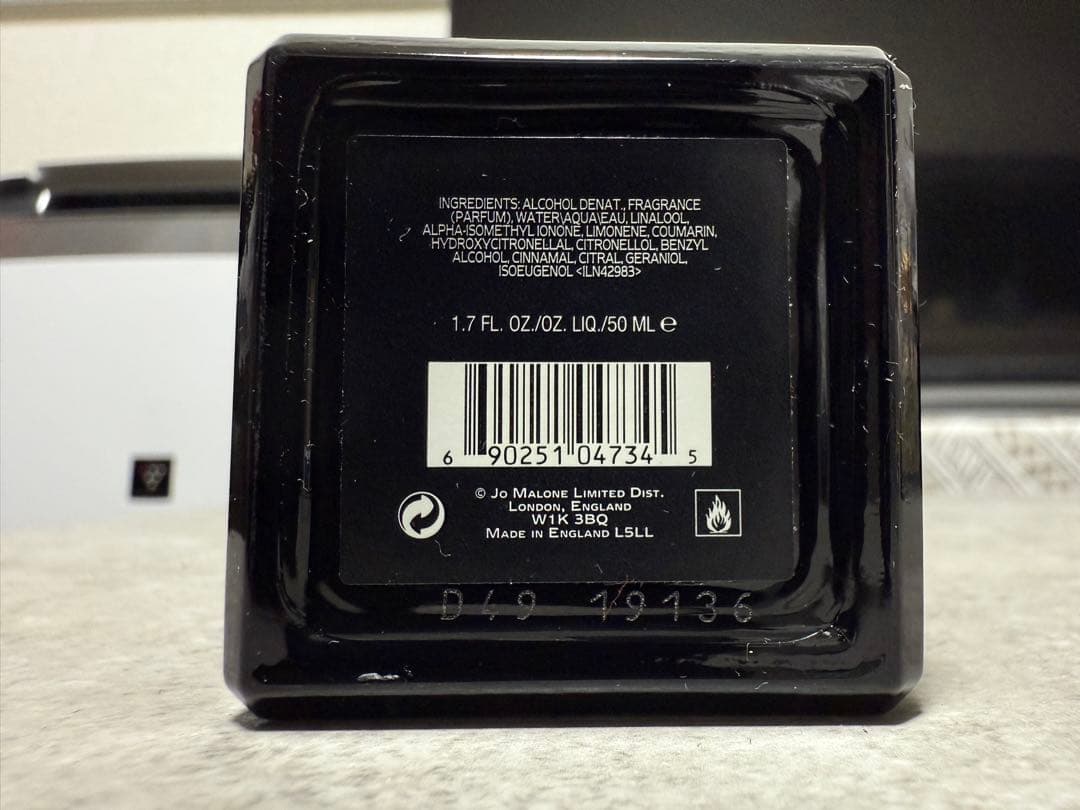 INGREDIENTS: ALCOHOL DENAT., FRAGRANCE
(PARFUM), WATER\AQUA\EAU, LINALOOL,
ALPHA-ISOMETHYL IONONE, LIMONENE, COUMARIN,
HYDROXYCITRONELLAL, CITRONELLOL, BENZYL
ALCOHOL, CINNAMAL, CITRAL, GERANIOL,
ISOEUGENOL <ILN42983>
1.7 FL. OZ./OZ. LIQ./50 ML ℮
6 90251 04734 5
© JO MALONE LIMITED DIST.
LONDON, ENGLAND
W1K 3BQ
MADE IN ENGLAND L5LL
D49 19136